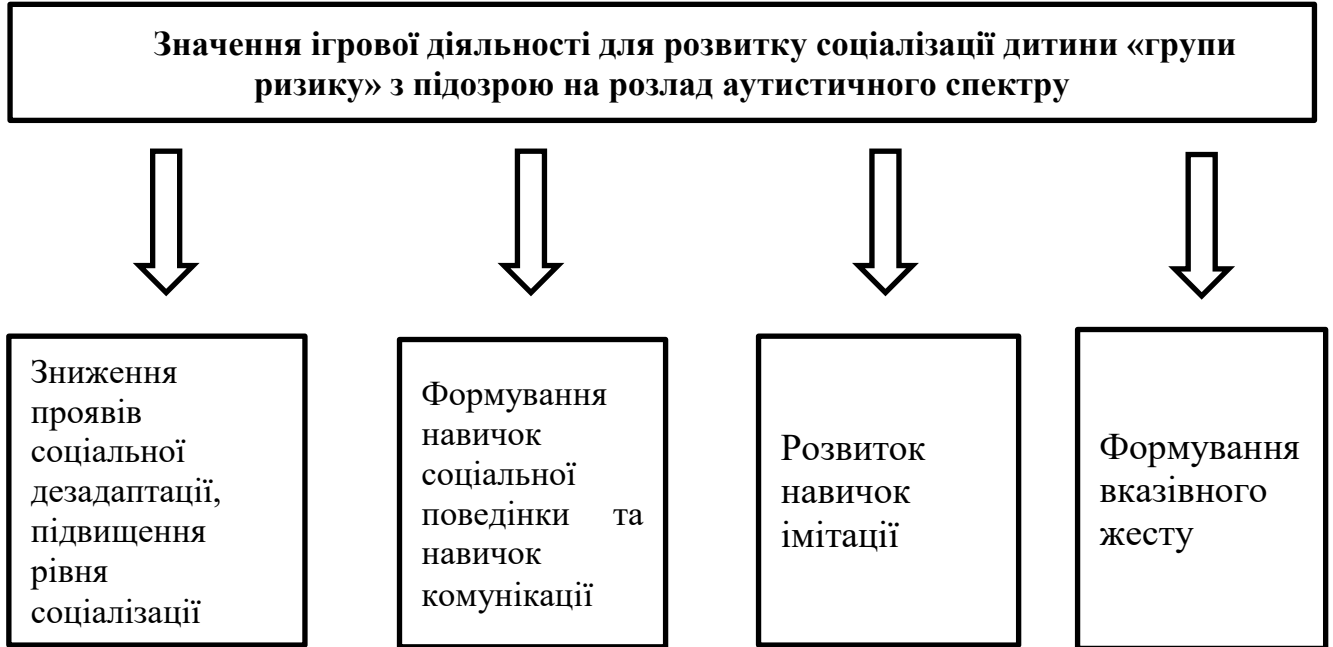 Значення ігрової діяльності для розвитку соціалізації дитини «групи
ризику» з підозрою на розлад аутистичного спектру
Зниження
проявів
соціальної
дезадаптації,
підвищення
рівня
соціалізації
Формування
навичок
соціальної
поведінки та
навичок
комунікації
Розвиток
навичок
імітації
Формування
вказівного
жесту